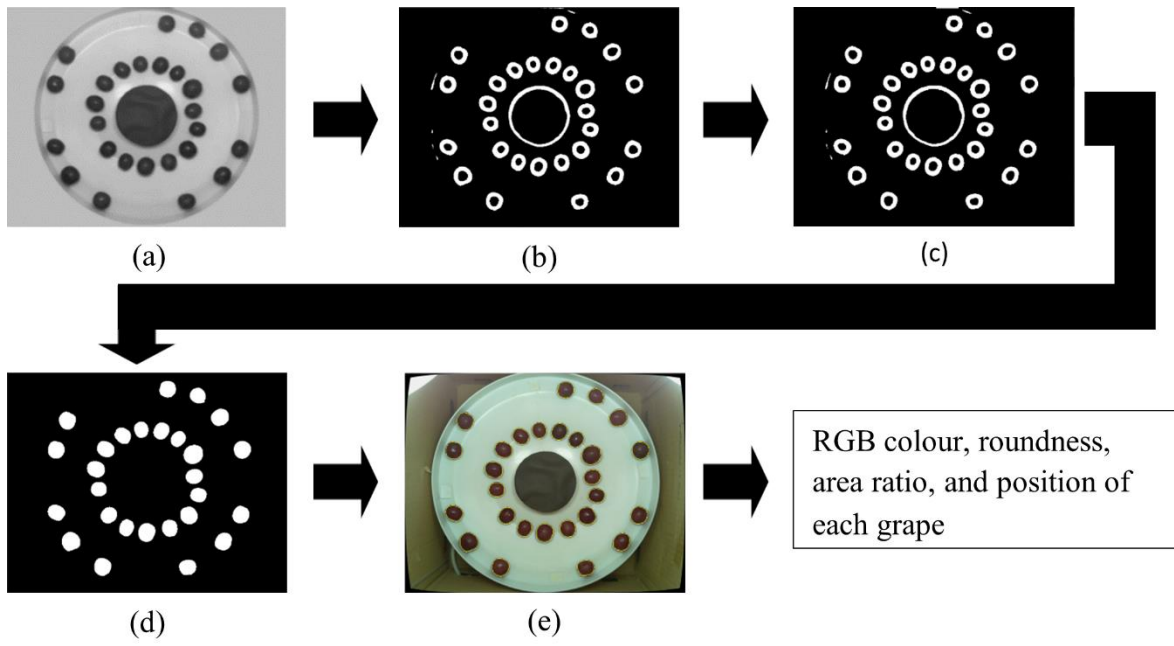 (a)
(b)
(c)
(d)
(e)
RGB colour, roundness,
area ratio, and position of
each grape